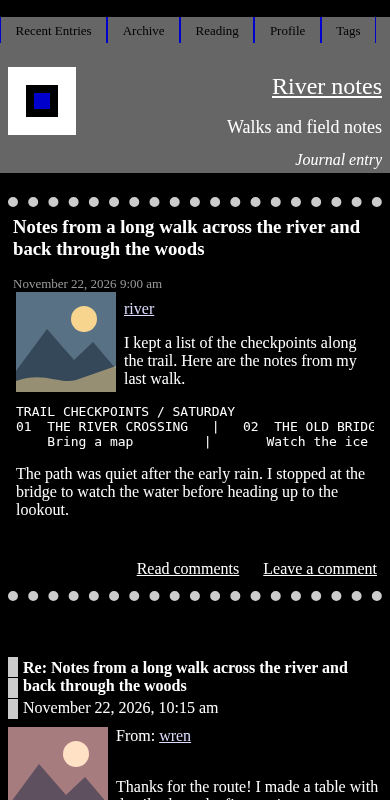 Recent Entries Archive Reading Profile Tags
River notes
Walks and field notes
Journal entry
Notes from a long walk across the river and
back through the woods
November 22, 2026 9:00 am
river
I kept a list of the checkpoints along
the trail. Here are the notes from my
last walk.
TRAIL CHECKPOINTS / SATURDAY
01  THE RIVER CROSSING   |   02  THE OLD
Bring a map         |       Watch the ice
The path was quiet after the early rain. I stopped at the
bridge to watch the water before heading up to the
lookout.
Read comments Leave a comment
Re: Notes from a long walk across the river and
back through the woods
November 22, 2026, 10:15 am
From: wren
Thanks for the route! I made a table with